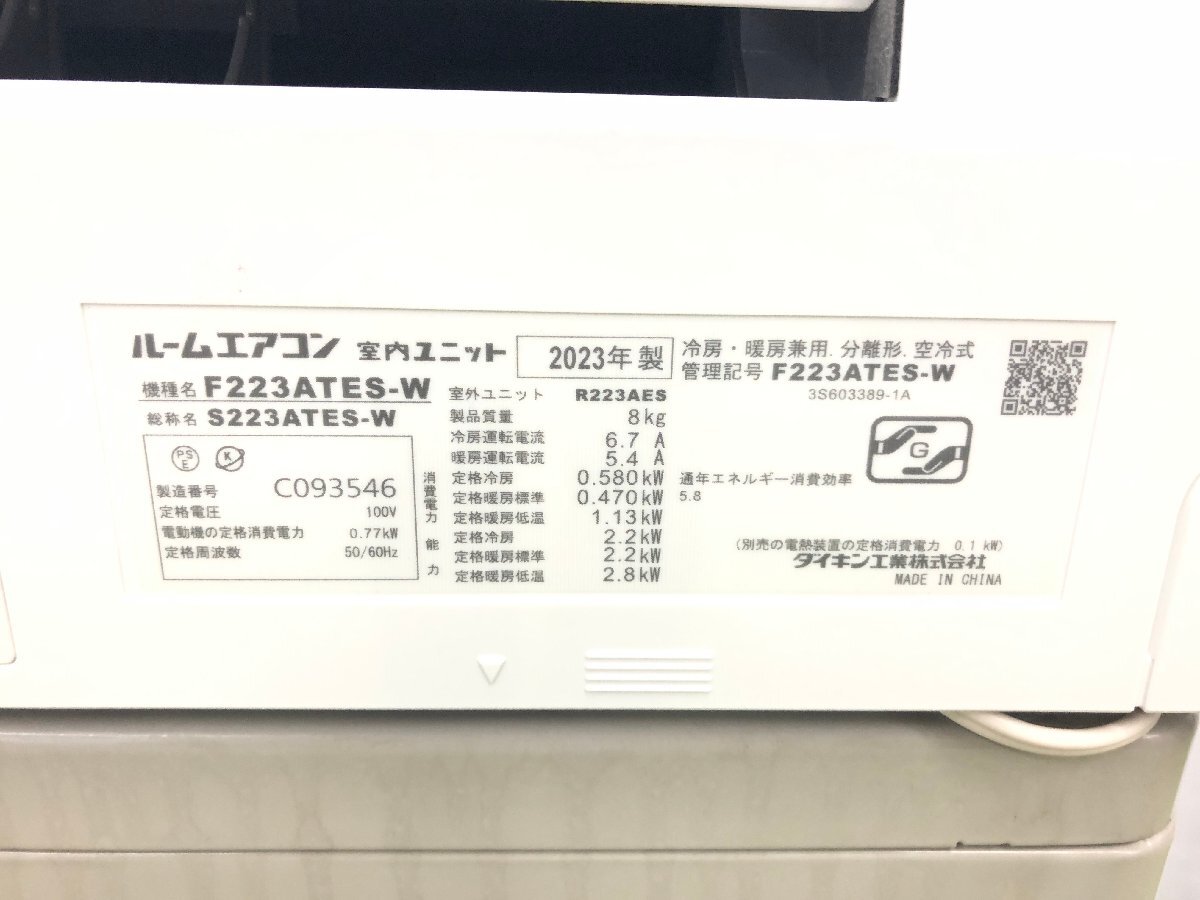 ルームエアコン 室内ユニット 2023年 製 冷房・暖房兼用.分離形.空冷式
機種名 F223ATES-W 管理記号 F223ATES-W
総称名 S223ATES-W 3S603389-1A
PS E K
製造番号 C093546
定格電圧 100V
電動機の定格消費電力 0.77kW
定格周波数 50/60Hz
室外ユニット R223AES
製品質量 8kg
冷房運転電流 6.7 A
暖房運転電流 5.4 A
消費電力 定格冷房 0.580kW
定格暖房標準 0.470kW
定格暖房低温 1.13kW
能力 定格冷房 2.2kW
定格暖房標準 2.2kW
定格暖房低温 2.8kW
G
通年エネルギー消費効率
5.8
(別売の電熱装置の定格消費電力 0.1 kW)
ダイキン工業株式会社
MADE IN CHINA